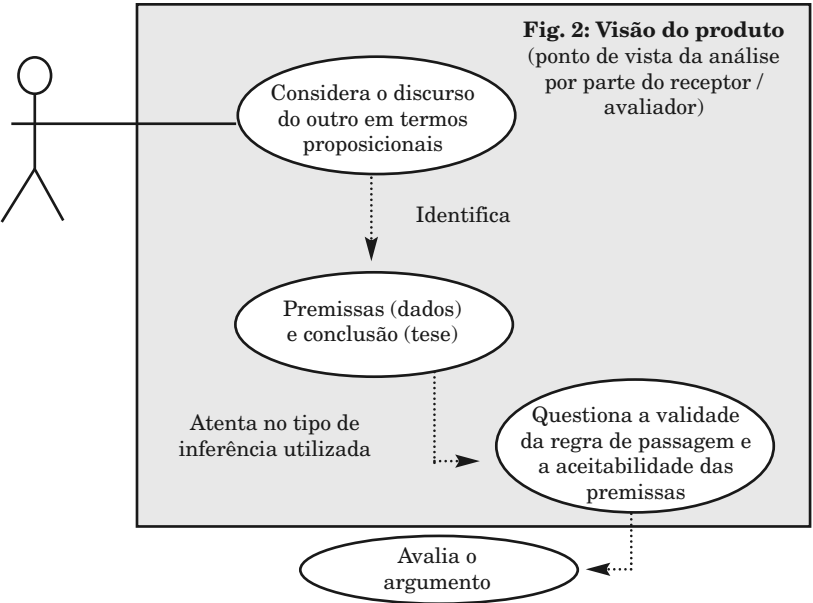 Fig. 2: Visão do produto
(ponto de vista da análise
por parte do receptor /
avaliador)
Considera o discurso
do outro em termos
proposicionais
Identifica
Premissas (dados)
e conclusão (tese)
Atenta no tipo de
inferência utilizada
Questiona a validade
da regra de passagem e
a aceitabilidade das
premissas
Avalia o
argumento